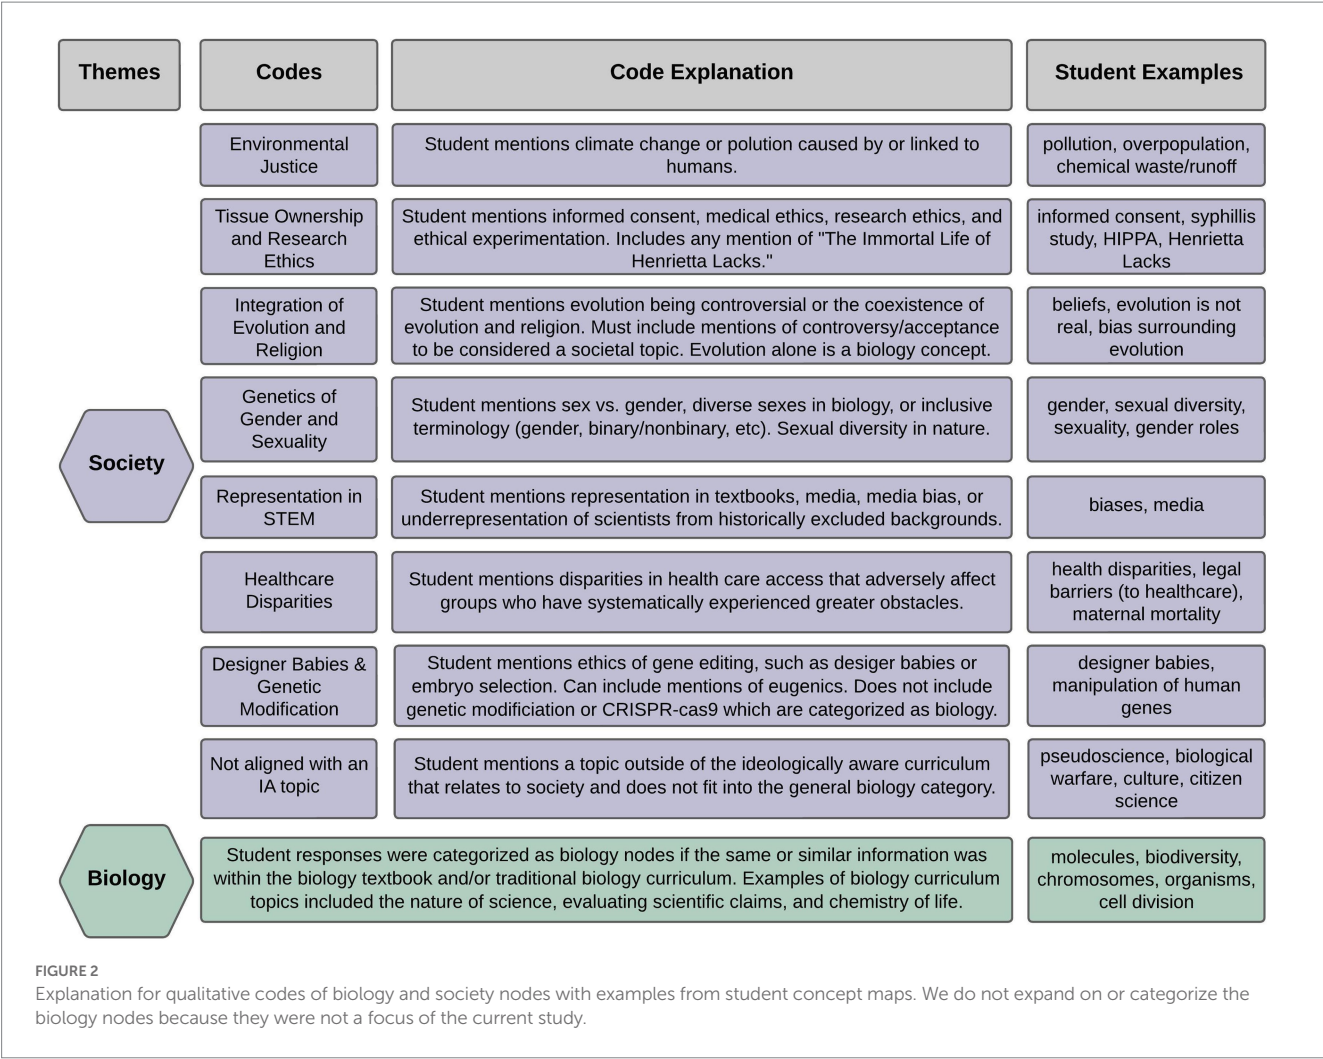 Themes
Codes
Code Explanation
Student Examples
Environmental
Justice
Student mentions climate change or polution caused by or linked to
humans.
pollution, overpopulation,
chemical waste/runoff
Tissue Ownership
and Research
Ethics
Student mentions informed consent, medical ethics, research ethics, and
ethical experimentation. Includes any mention of "The Immortal Life of
Henrietta Lacks."
informed consent, syphillis
study, HIPPA, Henrietta
Lacks
Integration of
Evolution and
Religion
Student mentions evolution being controversial or the coexistence of
evolution and religion. Must include mentions of controversy/acceptance
to be considered a societal topic. Evolution alone is a biology concept.
beliefs, evolution is not
real, bias surrounding
evolution
Genetics of
Gender and
Sexuality
Student mentions sex vs. gender, diverse sexes in biology, or inclusive
terminology (gender, binary/nonbinary, etc). Sexual diversity in nature.
gender, sexual diversity,
sexuality, gender roles
Society
Representation in
STEM
Student mentions representation in textbooks, media, media bias, or
underrepresentation of scientists from historically excluded backgrounds.
biases, media
Healthcare
Disparities
Student mentions disparities in health care access that adversely affect
groups who have systematically experienced greater obstacles.
health disparities, legal
barriers (to healthcare),
maternal mortality
Designer Babies &
Genetic
Modification
Student mentions ethics of gene editing, such as desiger babies or
embryo selection. Can include mentions of eugenics. Does not include
genetic modificiation or CRISPR-cas9 which are categorized as biology.
designer babies,
manipulation of human
genes
Not aligned with an
IA topic
Student mentions a topic outside of the ideologically aware curriculum
that relates to society and does not fit into the general biology category.
pseudoscience, biological
warfare, culture, citizen
science
Biology
Student responses were categorized as biology nodes if the same or similar information was
within the biology textbook and/or traditional biology curriculum. Examples of biology curriculum
topics included the nature of science, evaluating scientific claims, and chemistry of life.
molecules, biodiversity,
chromosomes, organisms,
cell division
FIGURE 2
Explanation for qualitative codes of biology and society nodes with examples from student concept maps. We do not expand on or categorize the
biology nodes because they were not a focus of the current study.